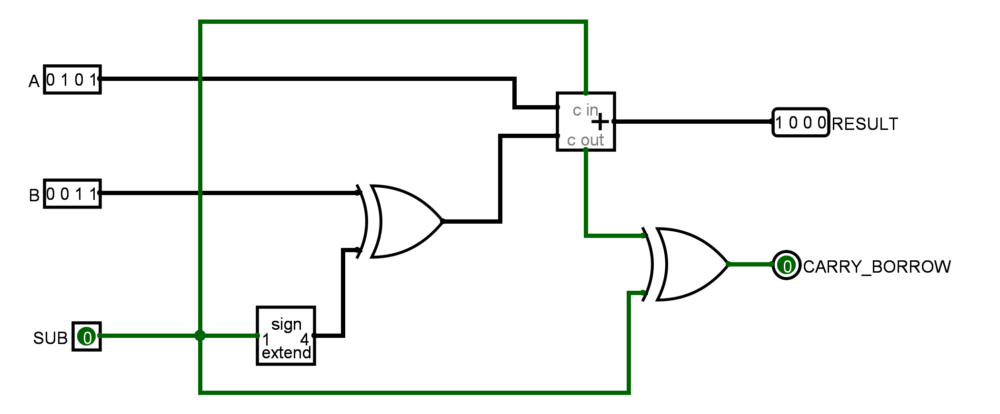 A 0 1 0 1
c in
+
c out
1 0 0 0 RESULT
B 0 0 1 1
0 CARRY_BORROW
SUB 0
sign
1 4
extend